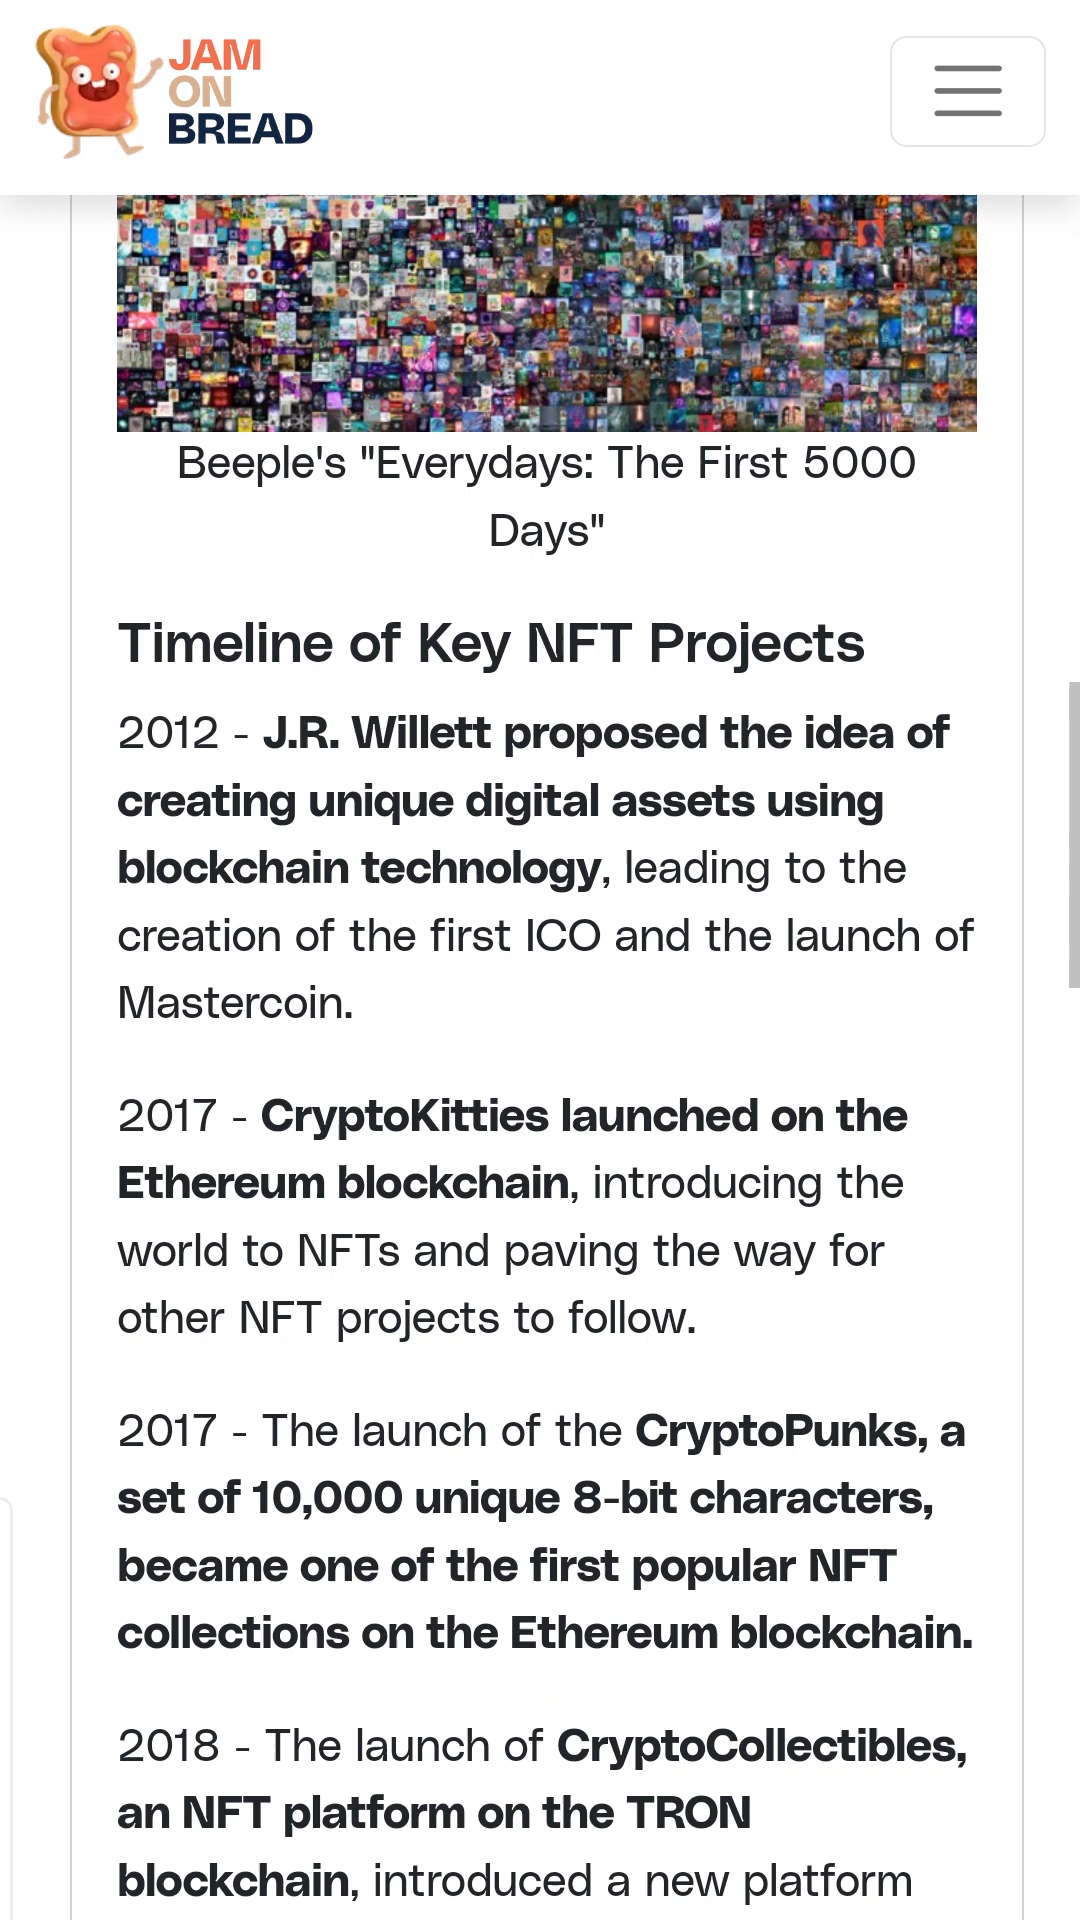 JAM
ON
BREAD
Beeple's "Everydays: The First 5000
Days"
Timeline of Key NFT Projects
2012 - J.R. Willett proposed the idea of
creating unique digital assets using
blockchain technology, leading to the
creation of the first ICO and the launch of
Mastercoin.
2017 - CryptoKitties launched on the
Ethereum blockchain, introducing the
world to NFTs and paving the way for
other NFT projects to follow.
2017 - The launch of the CryptoPunks, a
set of 10,000 unique 8-bit characters,
became one of the first popular NFT
collections on the Ethereum blockchain.
2018 - The launch of CryptoCollectibles,
an NFT platform on the TRON
blockchain, introduced a new platform